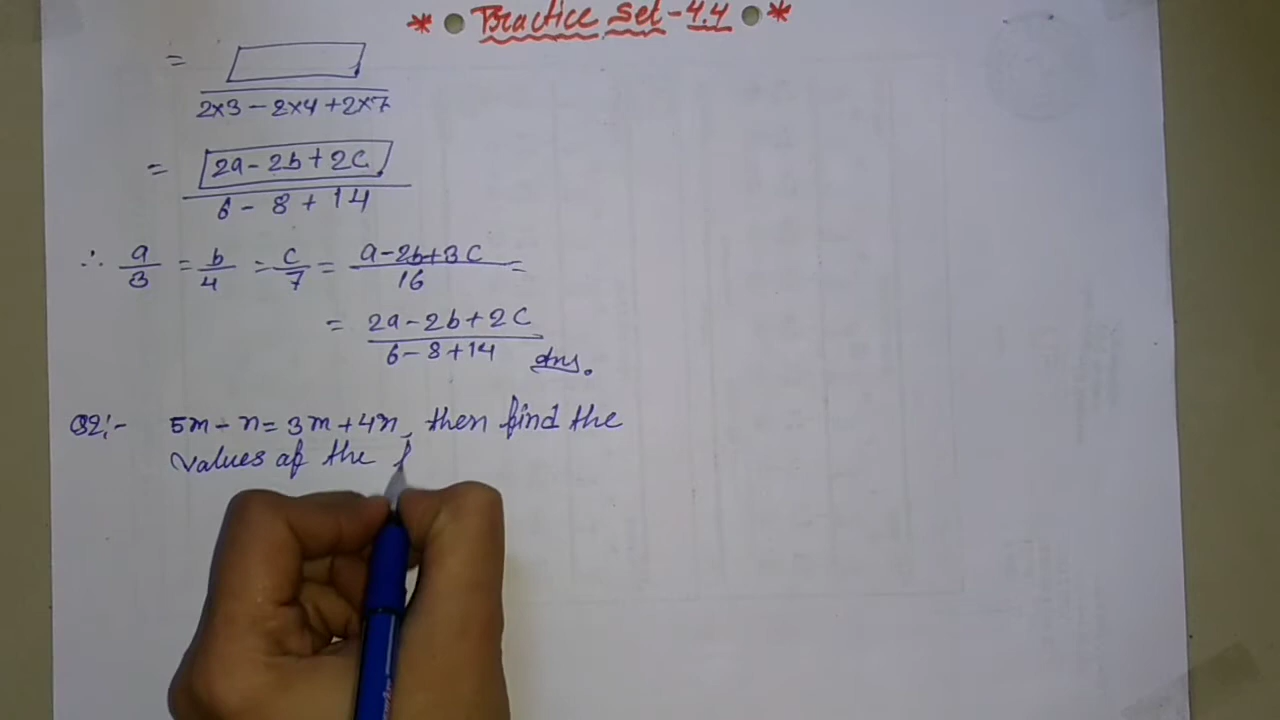 * Practice Set-4.4 *
= 
2×3-2×4+2×7
= 2a-2b+2c
6-8+14
∴ a/3 = b/4 = c/7 = a-2b+3c/16 =
= 2a-2b+2c
6-8+14 Ans.
Q2:- 5m-n=3m+4n, then find the
values of the f